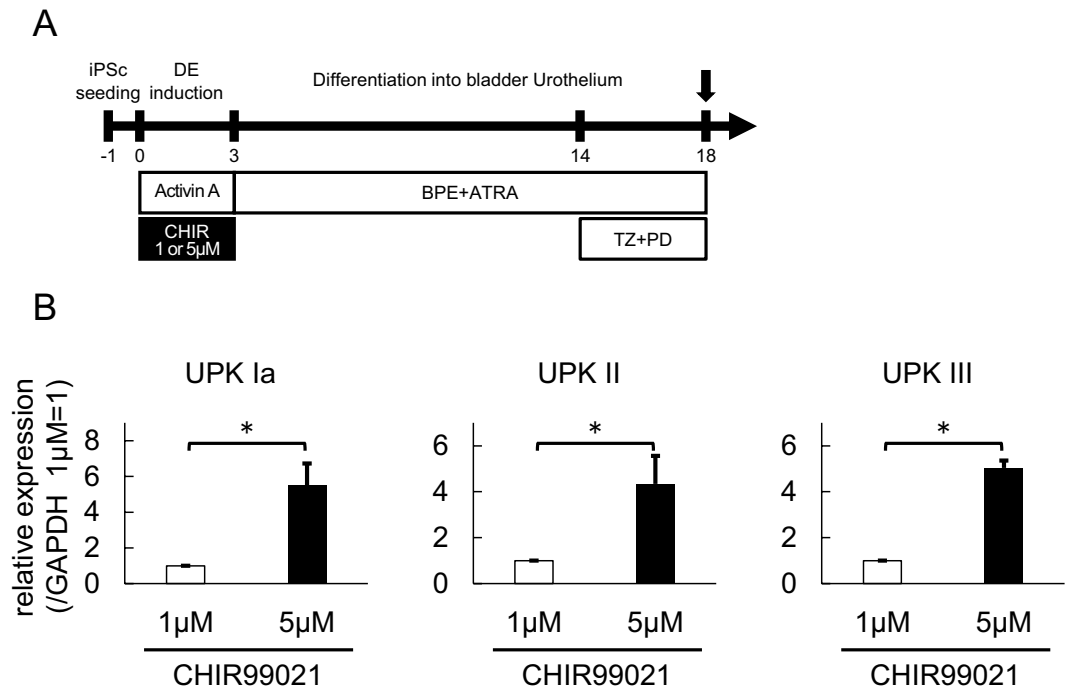 A
iPSc seeding
DE induction
Differentiation into bladder Urothelium
-1 0 3 14 18
Activin A
BPE+ATRA
CHIR
1 or 5μM
TZ+PD
B
relative expression
(/GAPDH 1μM=1)
UPK Ia
8
6
4
2
0
*
1μM 5μM
CHIR99021
UPK II
6
4
2
0
*
1μM 5μM
CHIR99021
UPK III
6
4
2
0
*
1μM 5μM
CHIR99021